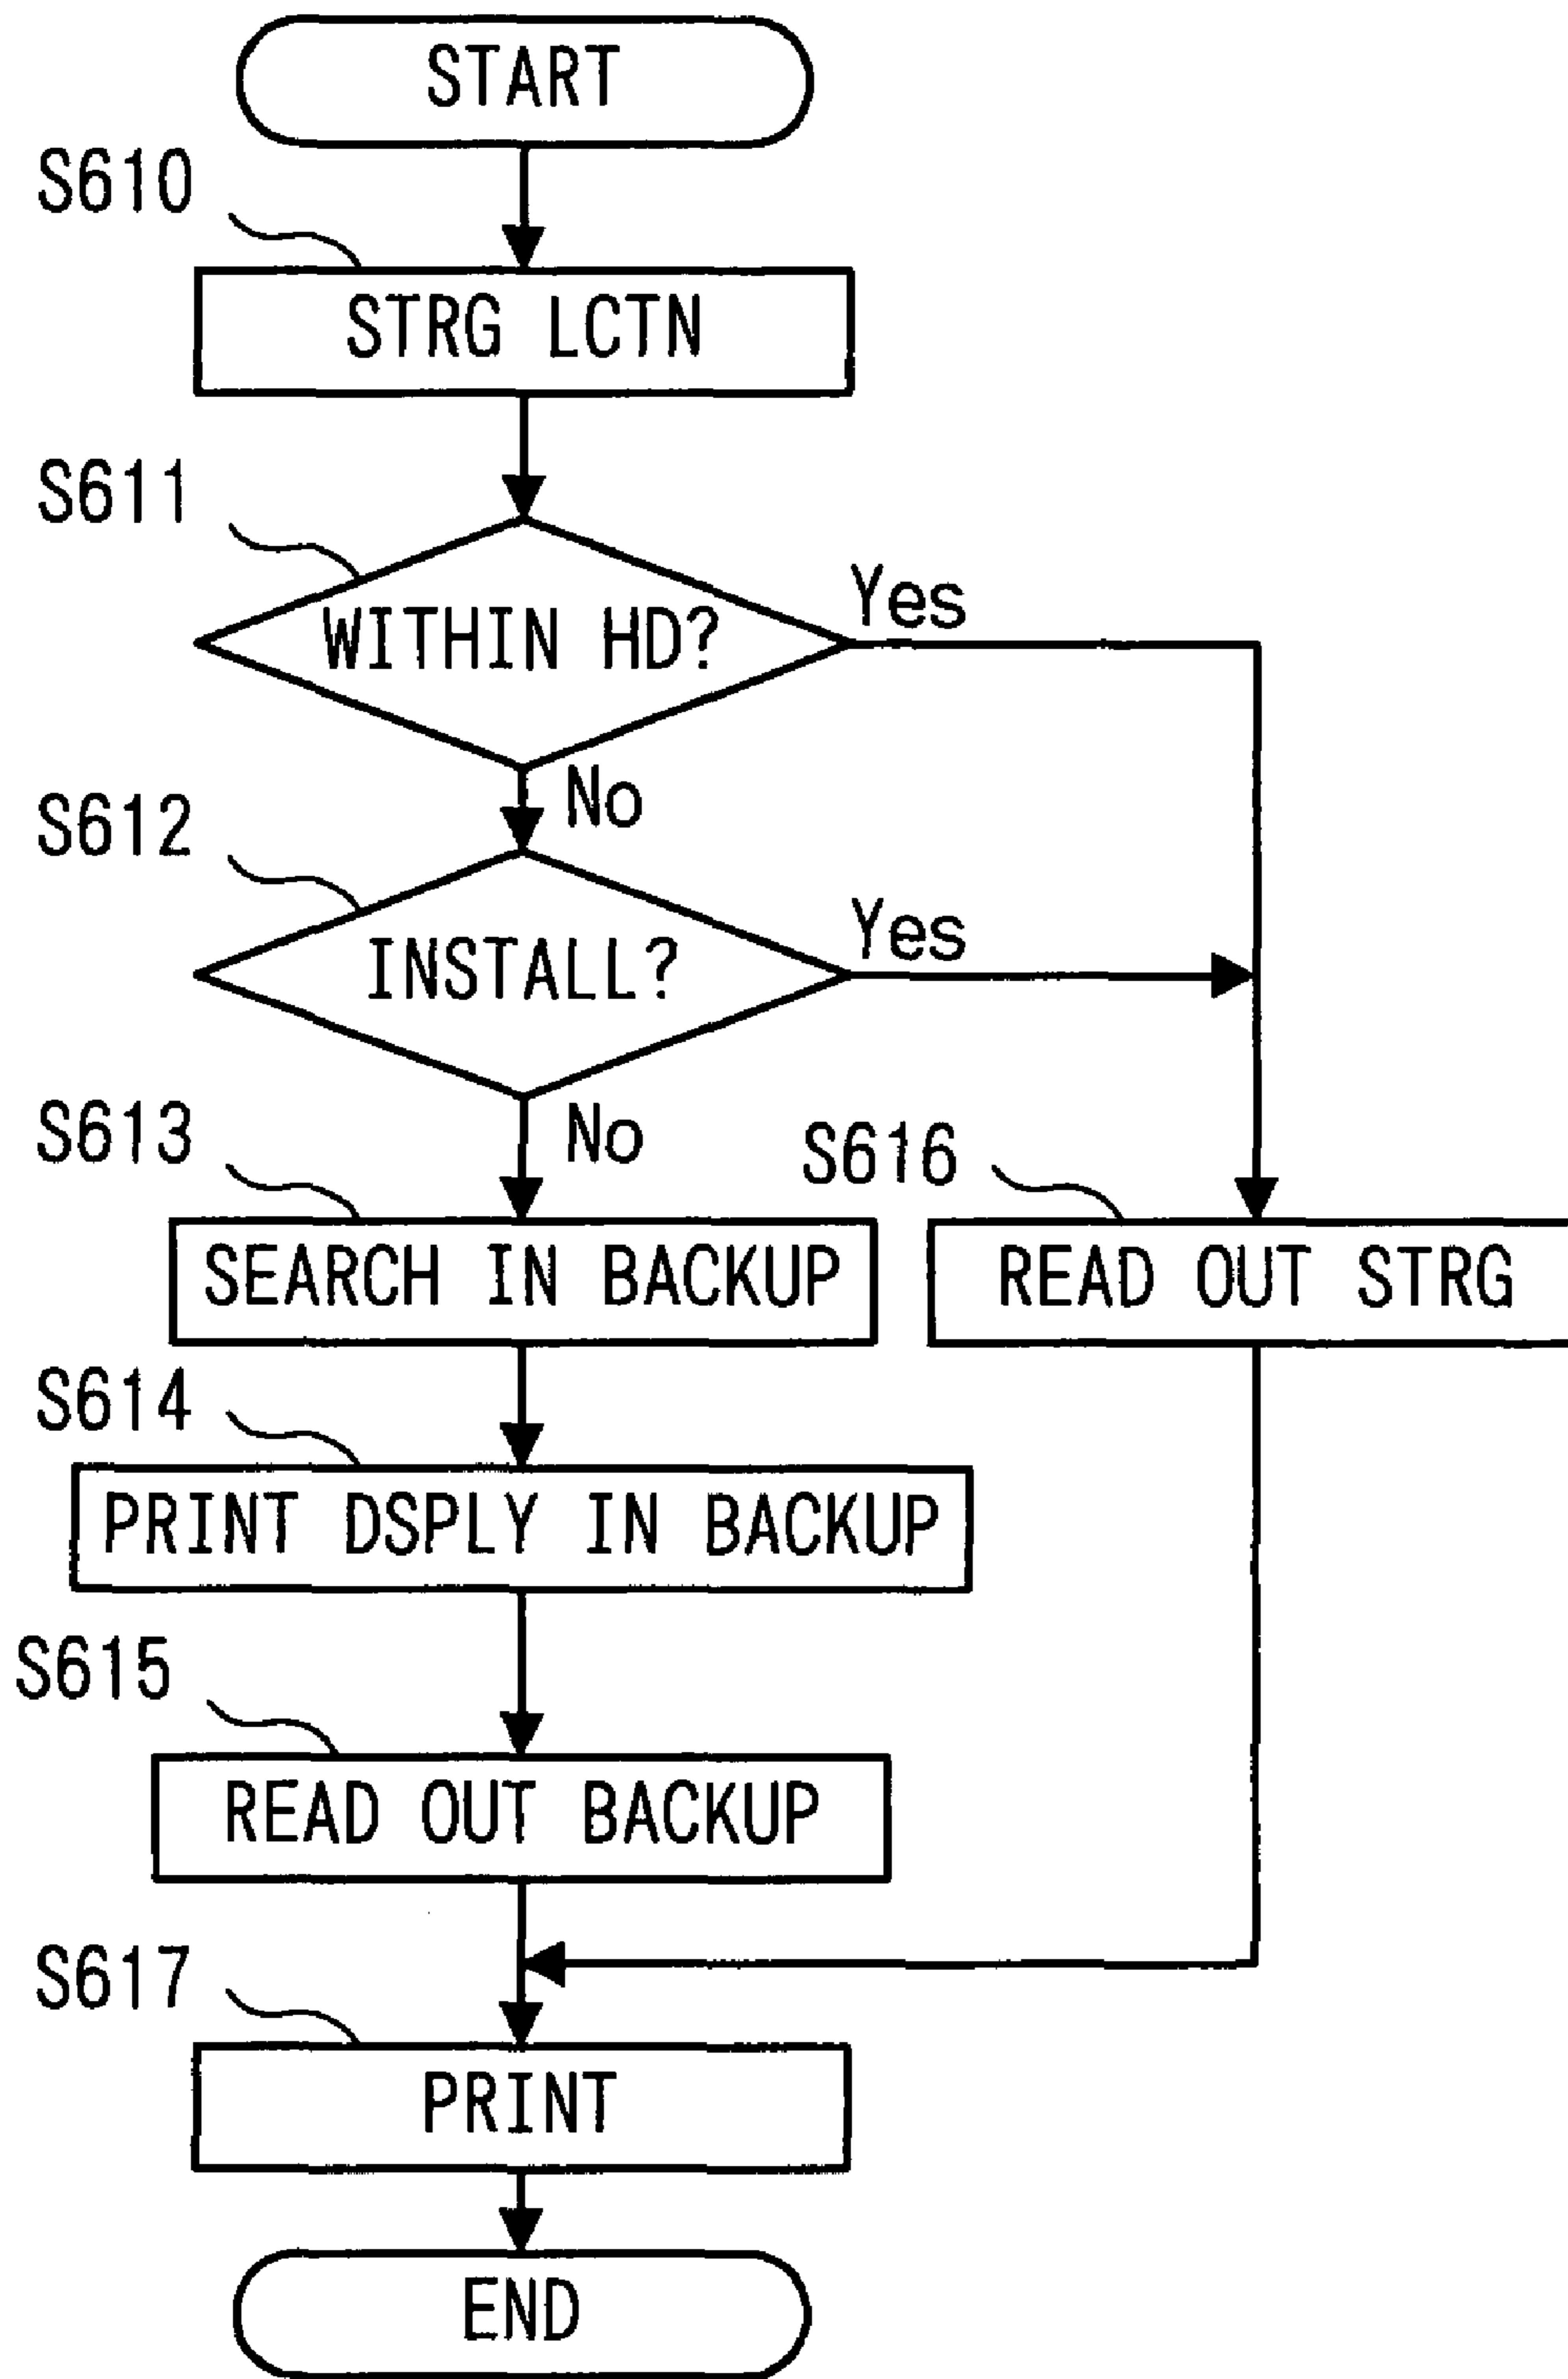 START
S610
STRG LCTN
S611
WITHIN HD?
Yes
No
S612
INSTALL?
Yes
No
S613
S616
SEARCH IN BACKUP
READ OUT STRG
S614
PRINT DSPLY IN BACKUP
S615
READ OUT BACKUP
S617
PRINT
END